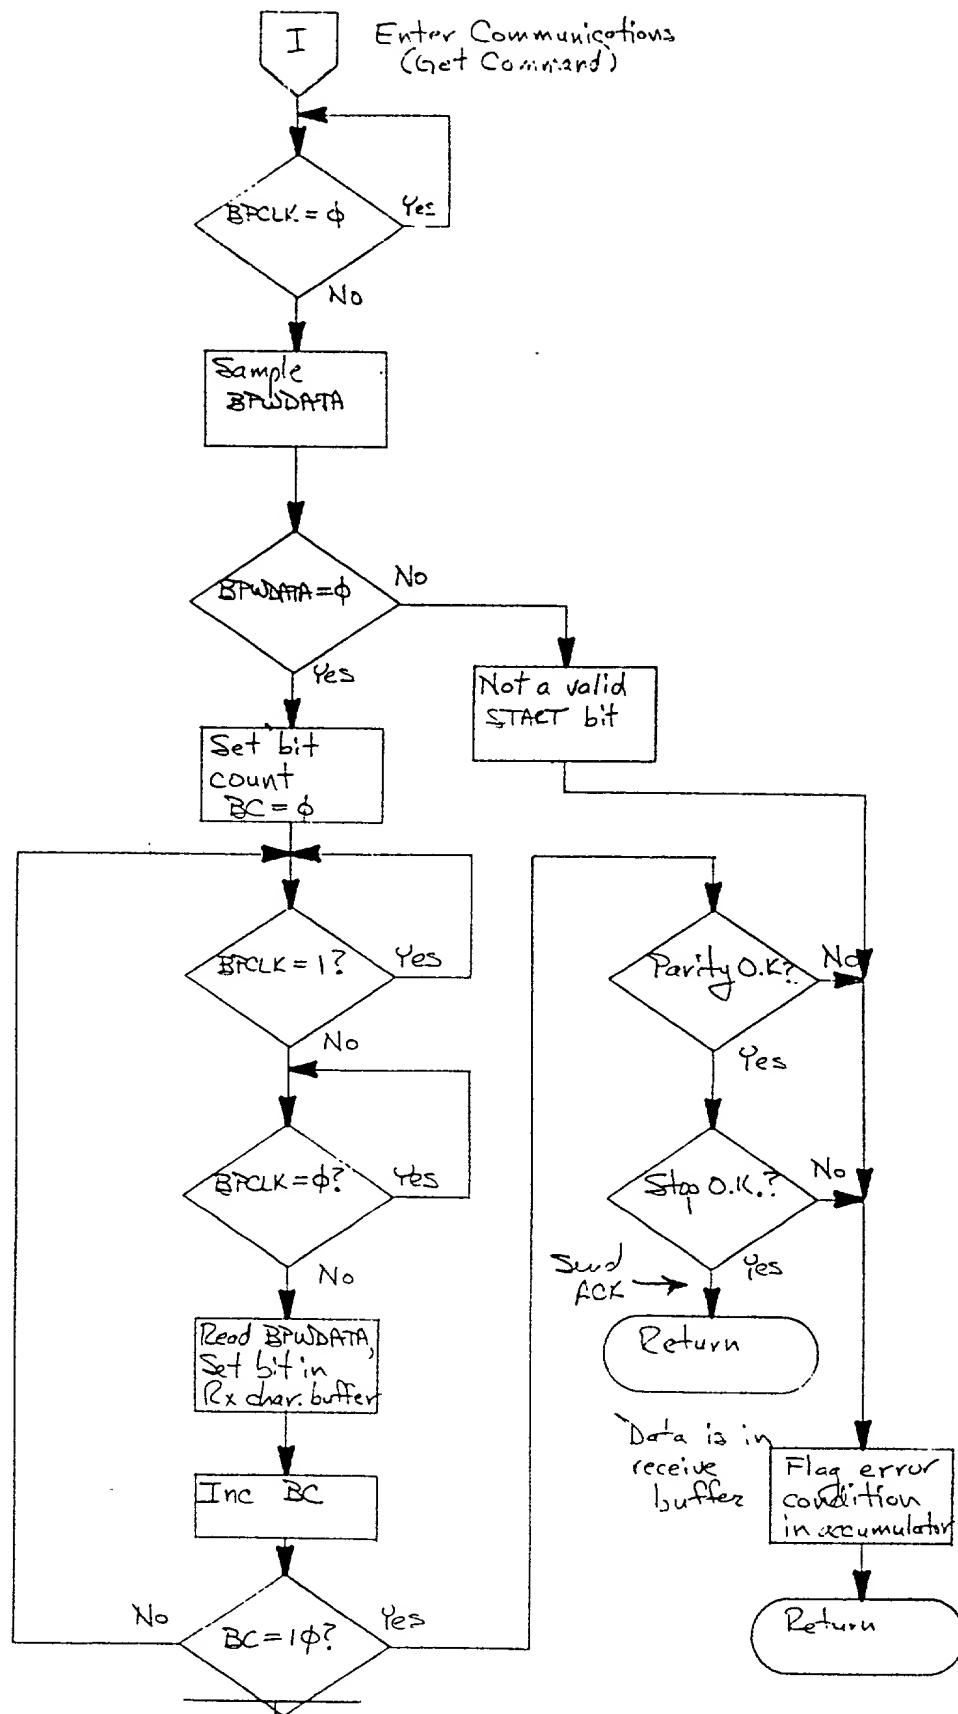 I
Enter Communications
(Get Command)
BPCLK = ϕ
Yes
No
Sample
BPWDATA
BPWDATA = ϕ
No
Yes
Not a valid
START bit
Set bit
count
BC = ϕ
BPCLK = 1?
Yes
No
BPCLK = ϕ?
Yes
No
Read BPWDATA,
Set bit in
Rx char. buffer
Inc BC
BC = 1ϕ?
No
Yes
Parity O.K?
No
Yes
Stop O.K.?
No
Yes
Send
ACK
Return
Data is in
receive
buffer
Flag error
condition
in accumulator
Return